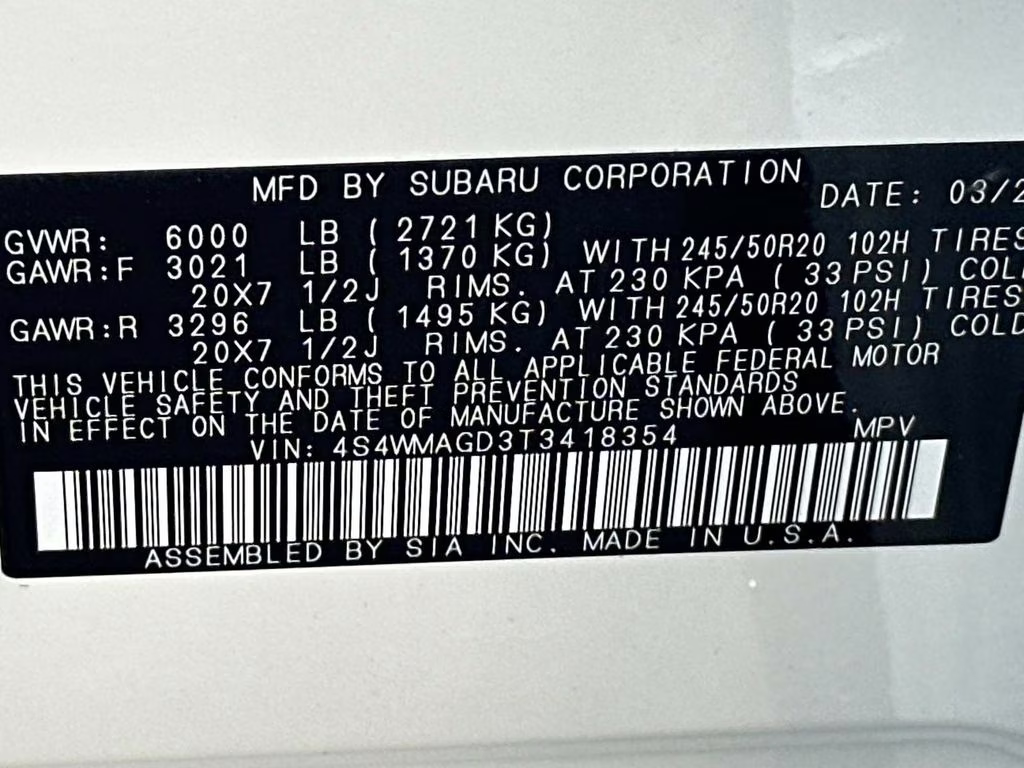 MFD BY SUBARU CORPORATION DATE: 03/2
GVWR: 6000 LB ( 2721 KG)
GAWR:F 3021 LB ( 1370 KG) WITH 245/50R20 102H TIRES
20X7 1/2J RIMS. AT 230 KPA ( 33 PSI) COL
GAWR:R 3296 LB ( 1495 KG) WITH 245/50R20 102H TIRES
20X7 1/2J RIMS. AT 230 KPA ( 33 PSI) COLD
THIS VEHICLE CONFORMS TO ALL APPLICABLE FEDERAL MOTOR
VEHICLE SAFETY AND THEFT PREVENTION STANDARDS
IN EFFECT ON THE DATE OF MANUFACTURE SHOWN ABOVE.
VIN: 4S4WMAGD3T3418354 MPV
ASSEMBLED BY SIA INC. MADE IN U.S.A.